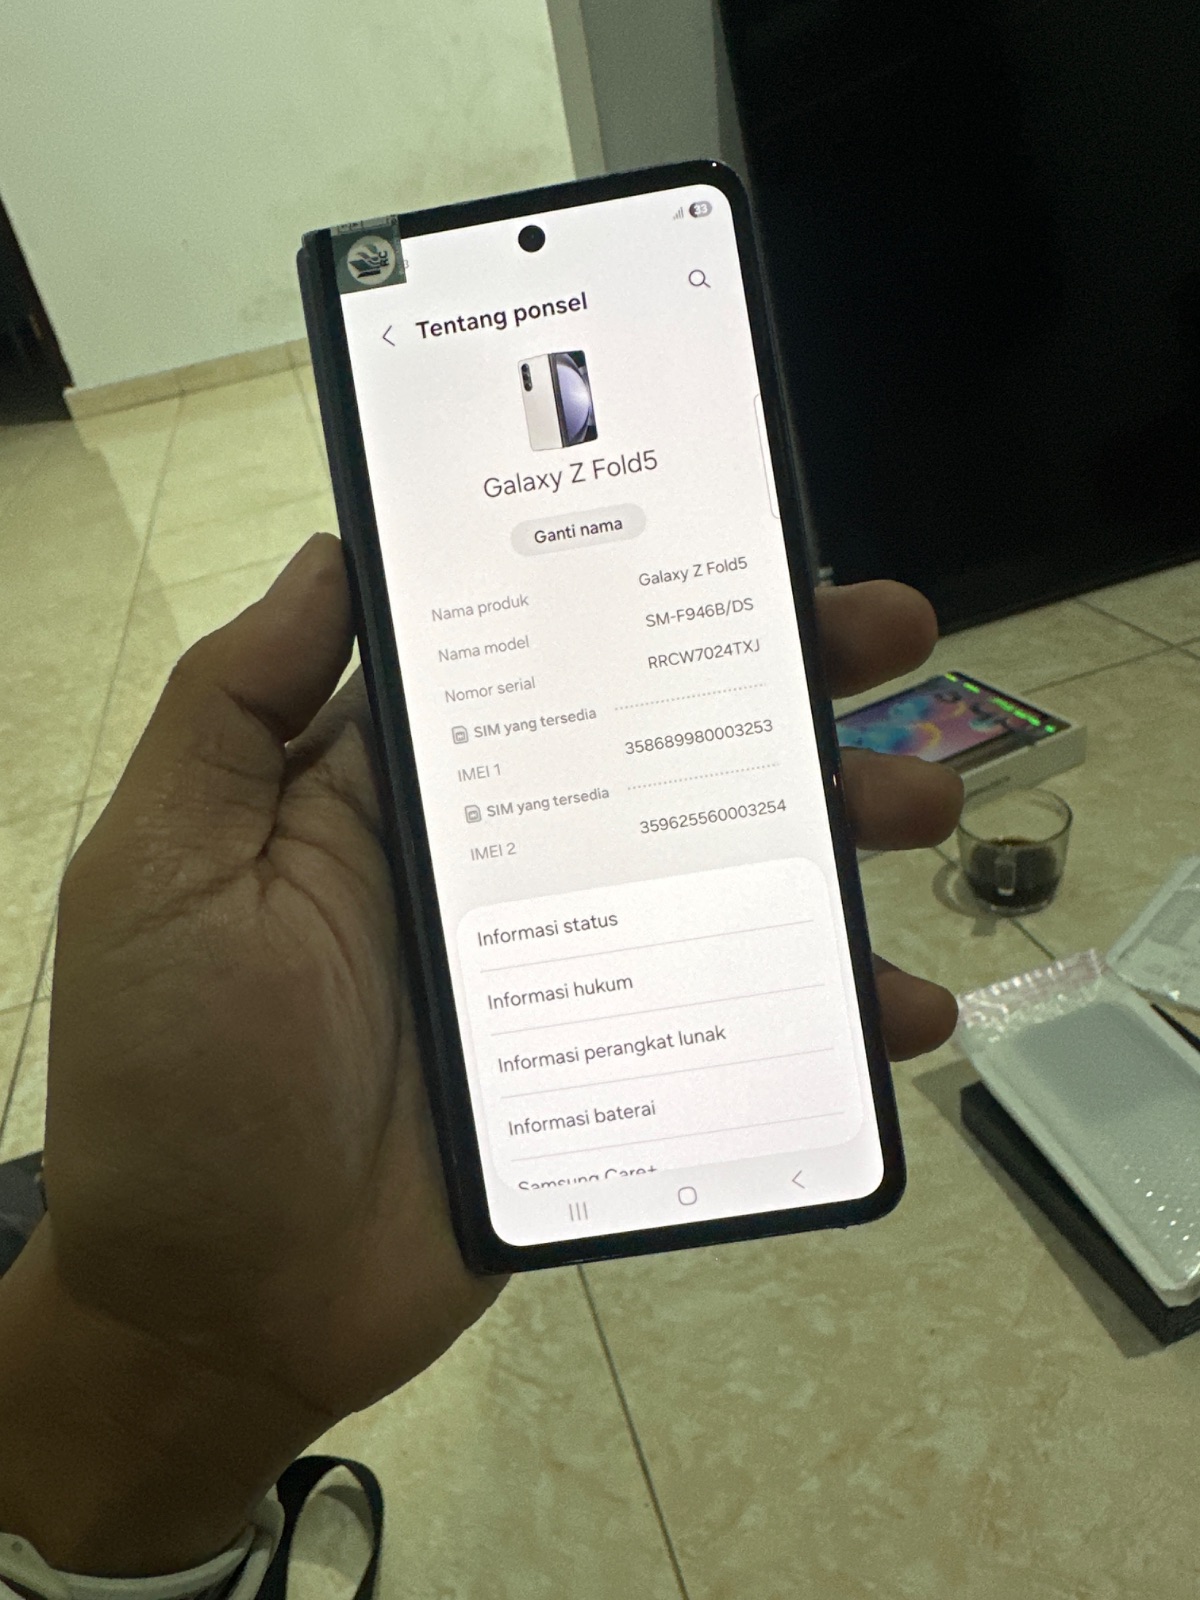 RC
33
Tentang ponsel
Galaxy Z Fold5
Ganti nama
Nama produk Galaxy Z Fold5
Nama model SM-F946B/DS
Nomor serial RRCW7024TXJ
SIM yang tersedia
IMEI 1 358689980003253
SIM yang tersedia
IMEI 2 359625560003254
Informasi status
Informasi hukum
Informasi perangkat lunak
Informasi baterai
Samsung Care+